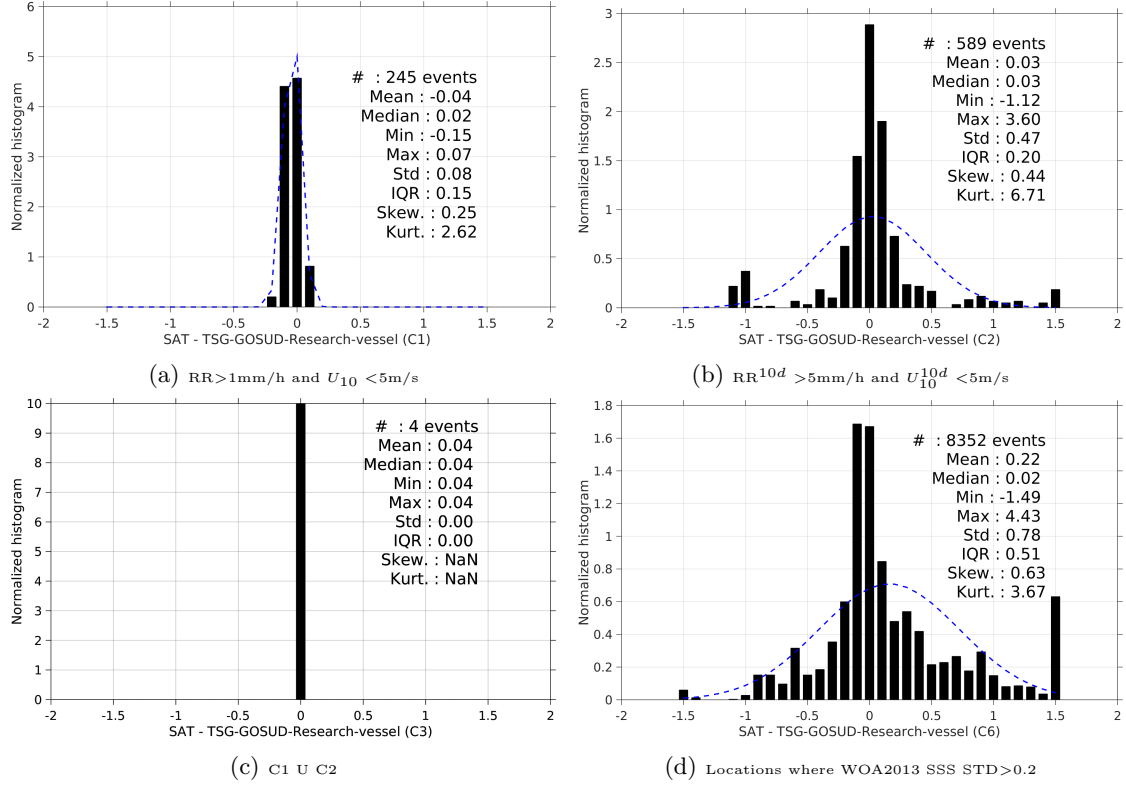 6
5
4
3
2
1
0
Normalized histogram
# : 245 events
Mean : -0.04
Median : 0.02
Min : -0.15
Max : 0.07
Std : 0.08
IQR : 0.15
Skew. : 0.25
Kurt. : 2.62
-2 -1.5 -1 -0.5 0 0.5 1 1.5 2
SAT - TSG-GOSUD-Research-vessel (C1)
(a) RR>1mm/h and U10 <5m/s
3
2.5
2
1.5
1
0.5
0
Normalized histogram
# : 589 events
Mean : 0.03
Median : 0.03
Min : -1.12
Max : 3.60
Std : 0.47
IQR : 0.20
Skew. : 0.44
Kurt. : 6.71
-2 -1.5 -1 -0.5 0 0.5 1 1.5 2
SAT - TSG-GOSUD-Research-vessel (C2)
(b) RR^10d >5mm/h and U_10^10d <5m/s
10
9
8
7
6
5
4
3
2
1
0
Normalized histogram
# : 4 events
Mean : 0.04
Median : 0.04
Min : 0.04
Max : 0.04
Std : 0.00
IQR : 0.00
Skew. : NaN
Kurt. : NaN
-2 -1.5 -1 -0.5 0 0.5 1 1.5 2
SAT - TSG-GOSUD-Research-vessel (C3)
(c) C1 U C2
1.8
1.6
1.4
1.2
1
0.8
0.6
0.4
0.2
0
Normalized histogram
# : 8352 events
Mean : 0.22
Median : 0.02
Min : -1.49
Max : 4.43
Std : 0.78
IQR : 0.51
Skew. : 0.63
Kurt. : 3.67
-2 -1.5 -1 -0.5 0 0.5 1 1.5 2
SAT - TSG-GOSUD-Research-vessel (C6)
(d) Locations where WOA2013 SSS STD>0.2